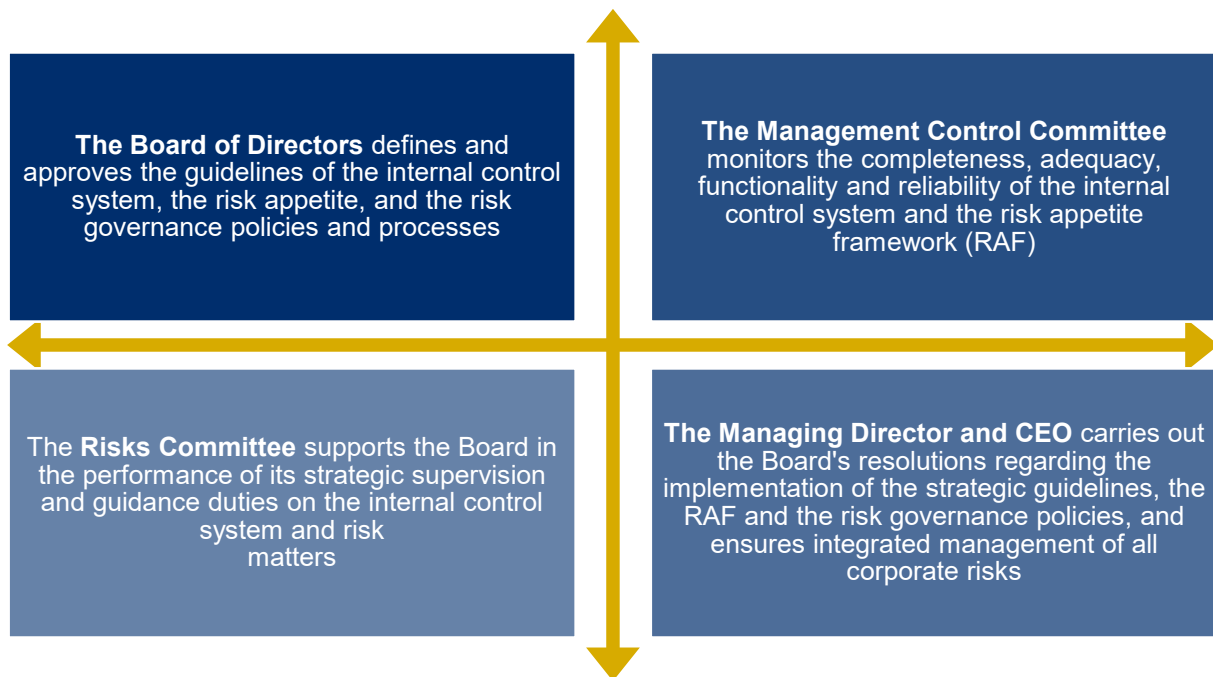 The Board of Directors defines and
approves the guidelines of the internal control
system, the risk appetite, and the risk
governance policies and processes
The Management Control Committee
monitors the completeness, adequacy,
functionality and reliability of the internal
control system and the risk appetite
framework (RAF)
The Risks Committee supports the Board in
the performance of its strategic supervision
and guidance duties on the internal control
system and risk
matters
The Managing Director and CEO carries out
the Board's resolutions regarding the
implementation of the strategic guidelines, the
RAF and the risk governance policies, and
ensures integrated management of all
corporate risks